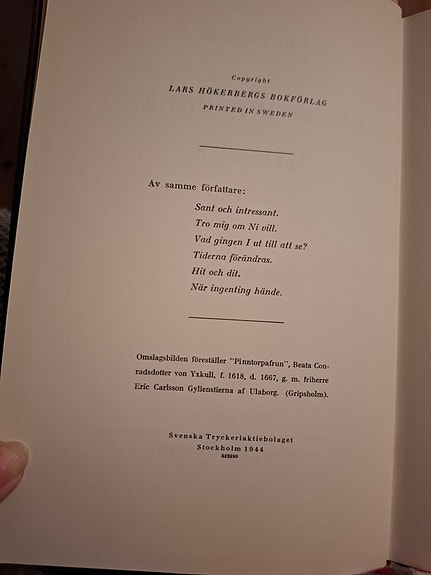 Copyright
LARS HÖKERBERGS BOKFÖRLAG
PRINTED IN SWEDEN
Av samme författare:
Sant och intressant.
Tro mig om Ni vill.
Vad gingen I ut till att se?
Tiderna förändras.
Hit och dit.
När ingenting hände.
Omslagsbilden föreställer "Pinntorpafrun", Beata Con-
radsdotter von Yxkull, f. 1618, d. 1667, g. m. friherre
Eric Carlsson Gyllenstierna af Ulaborg. (Gripsholm).
Svenska Tryckeriaktiebolaget
Stockholm 1944